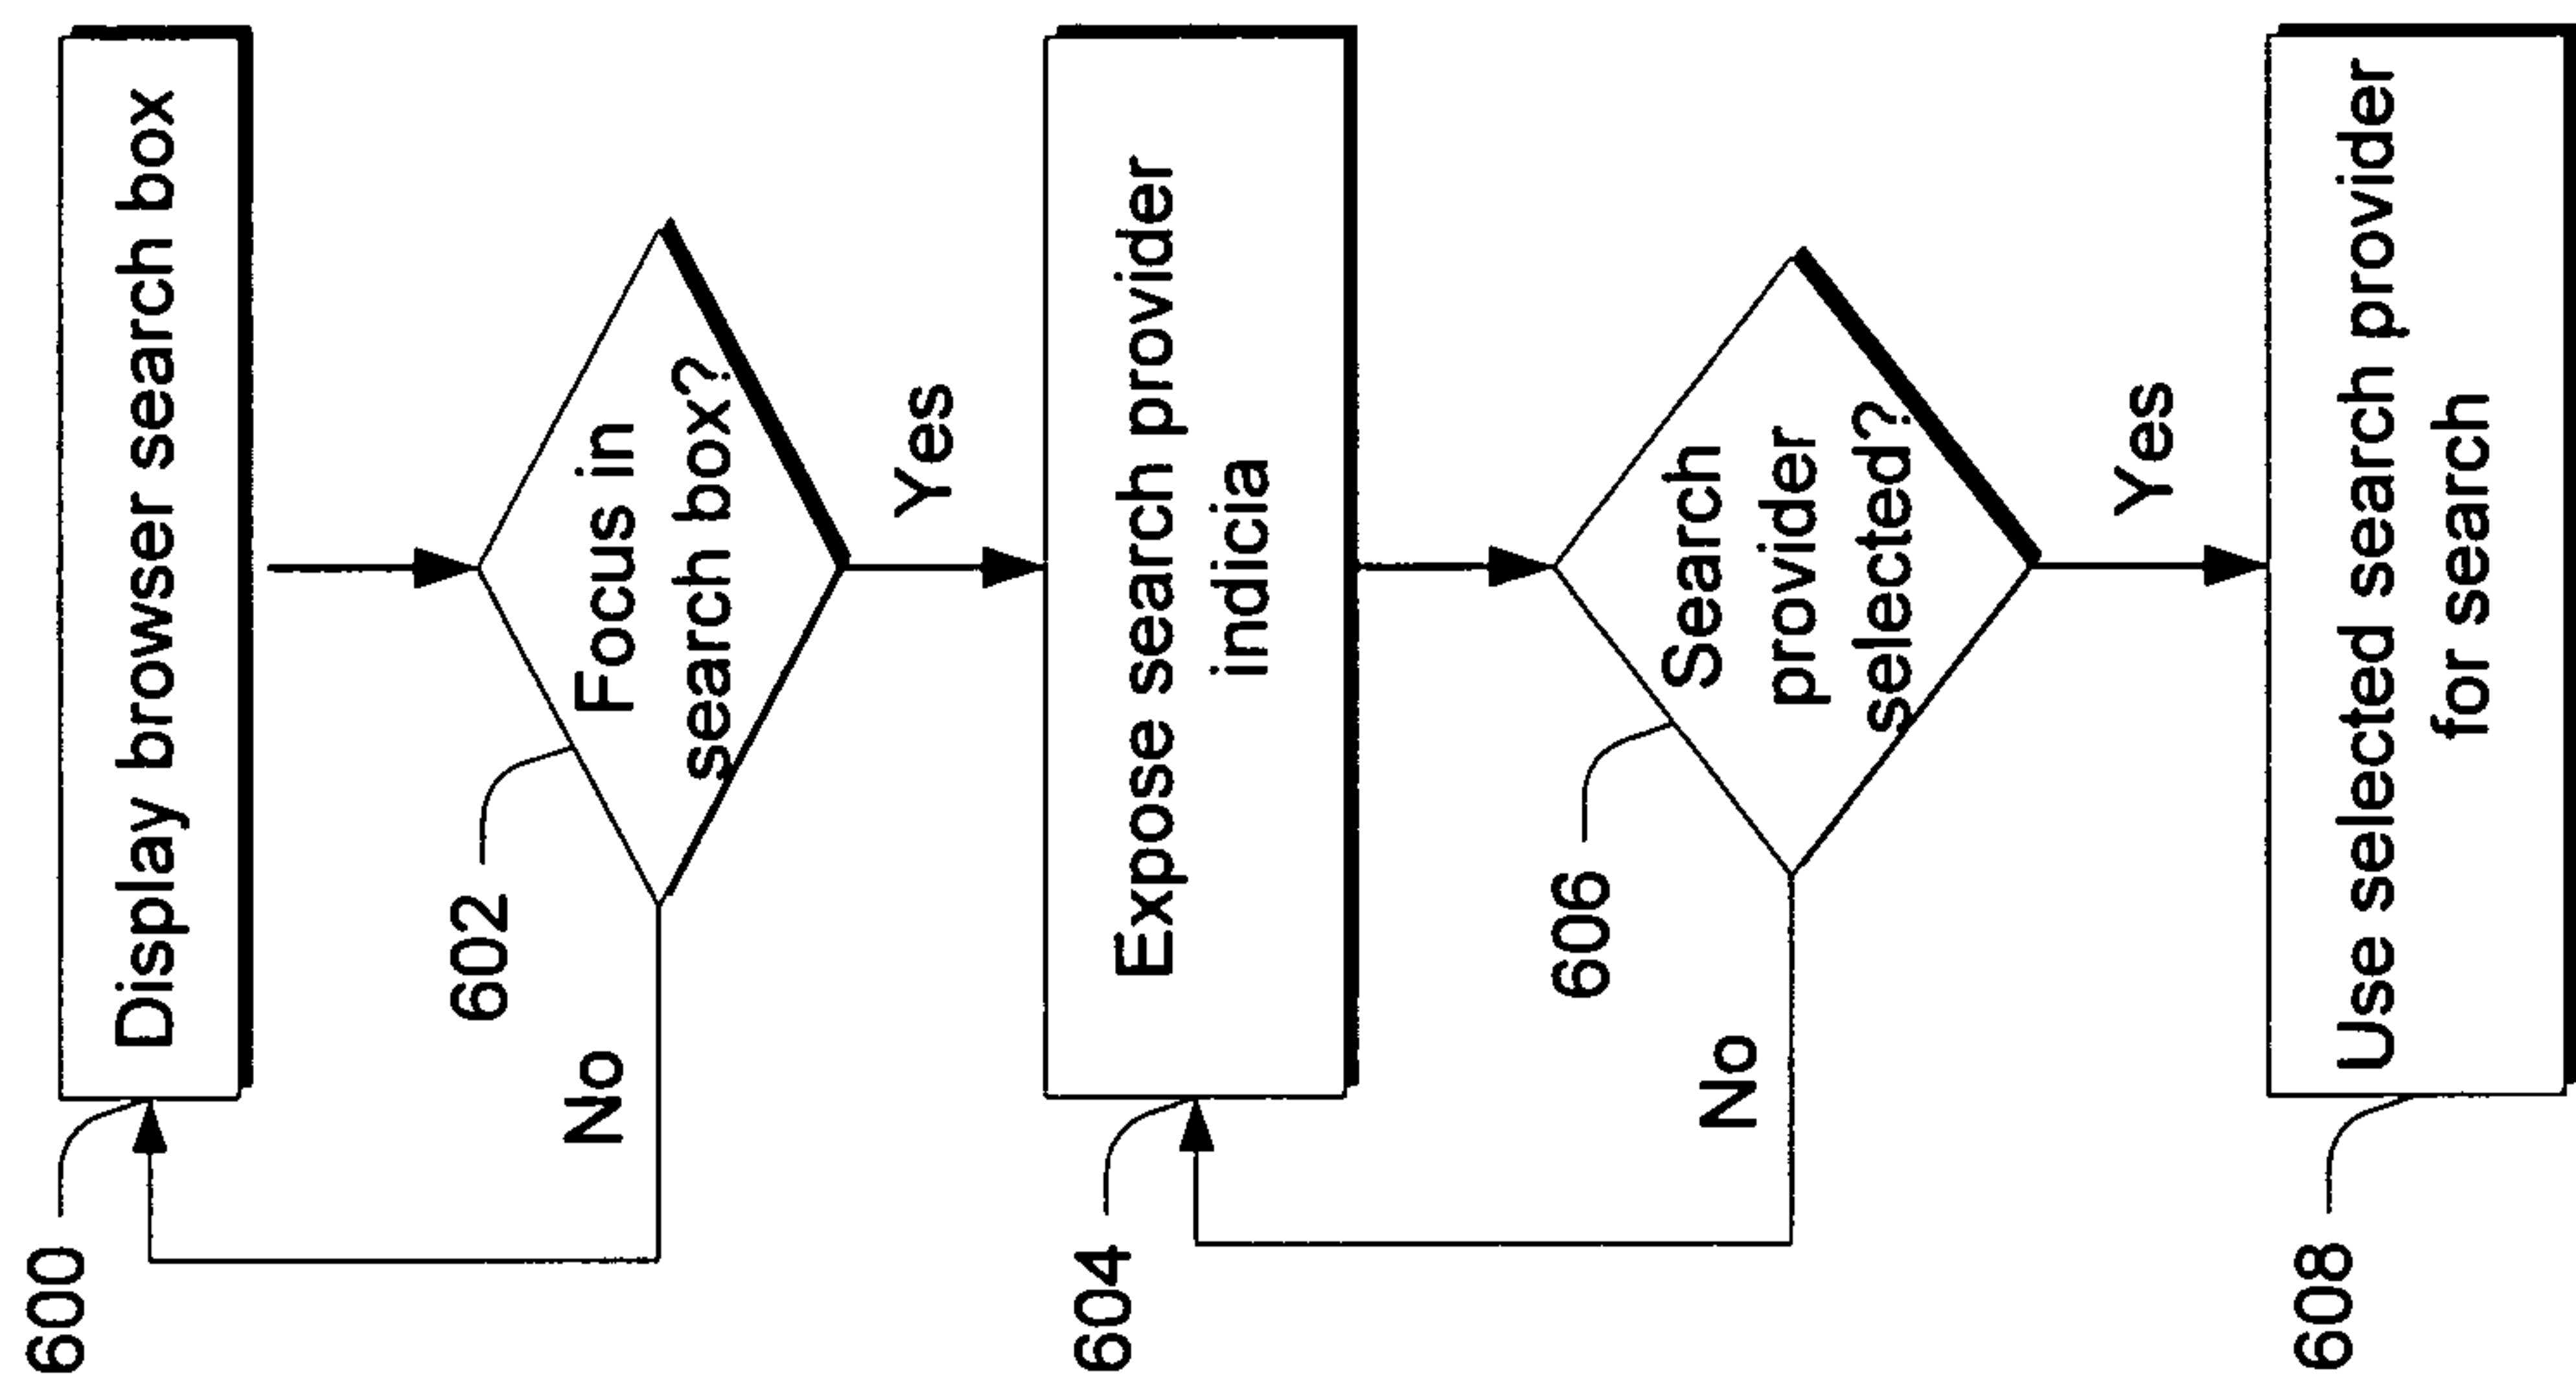 600
Display browser search box
602
Focus in
search box?
No
Yes
604
Expose search provider
indicia
606
Search
provider
selected?
No
Yes
608
Use selected search provider
for search